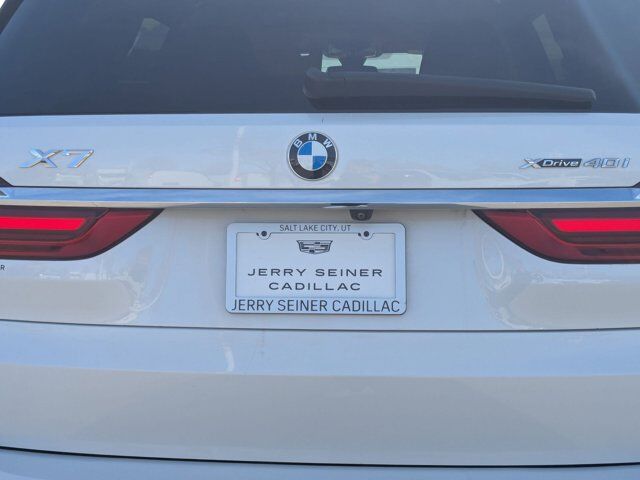 BMW
X7
xDrive 40i
SALT LAKE CITY, UT
JERRY SEINER
CADILLAC
JERRY SEINER CADILLAC
R